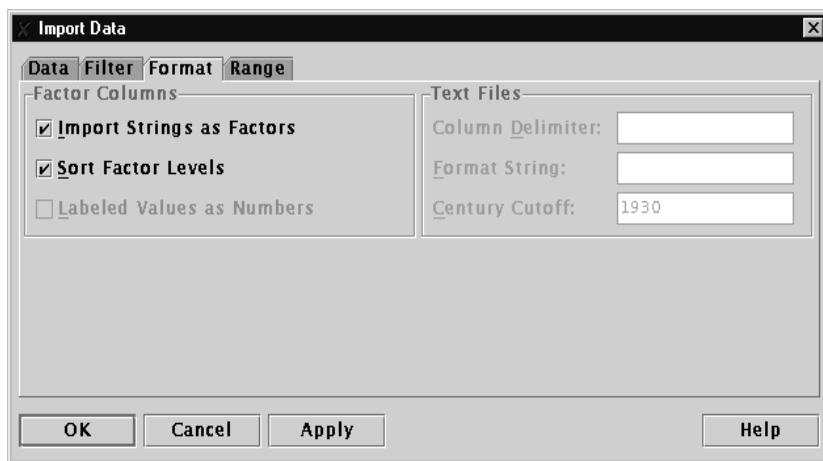 Import Data
Data Filter Format Range
Factor Columns
Import Strings as Factors
Sort Factor Levels
Labeled Values as Numbers
Text Files
Column Delimiter:
Format String:
Century Cutoff: 1930
OK Cancel Apply Help